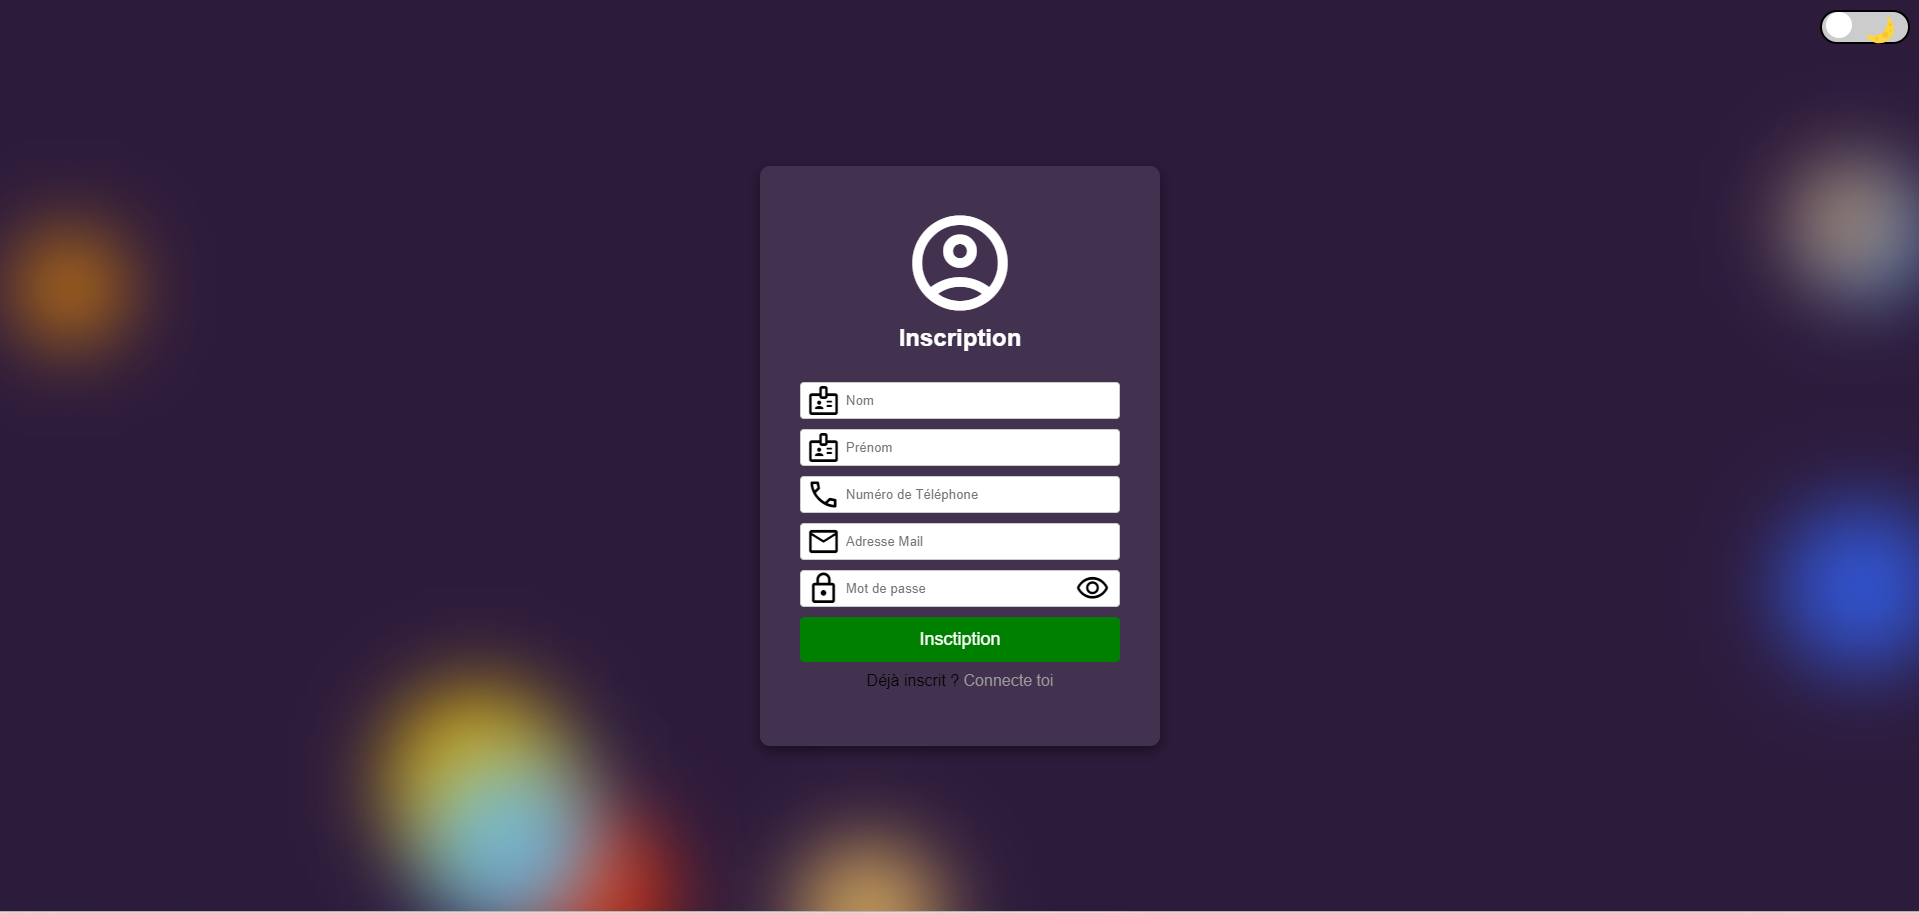 Inscription
Nom
Prénom
Numéro de Téléphone
Adresse Mail
Mot de passe
Insctiption
Déjà inscrit ? Connecte toi